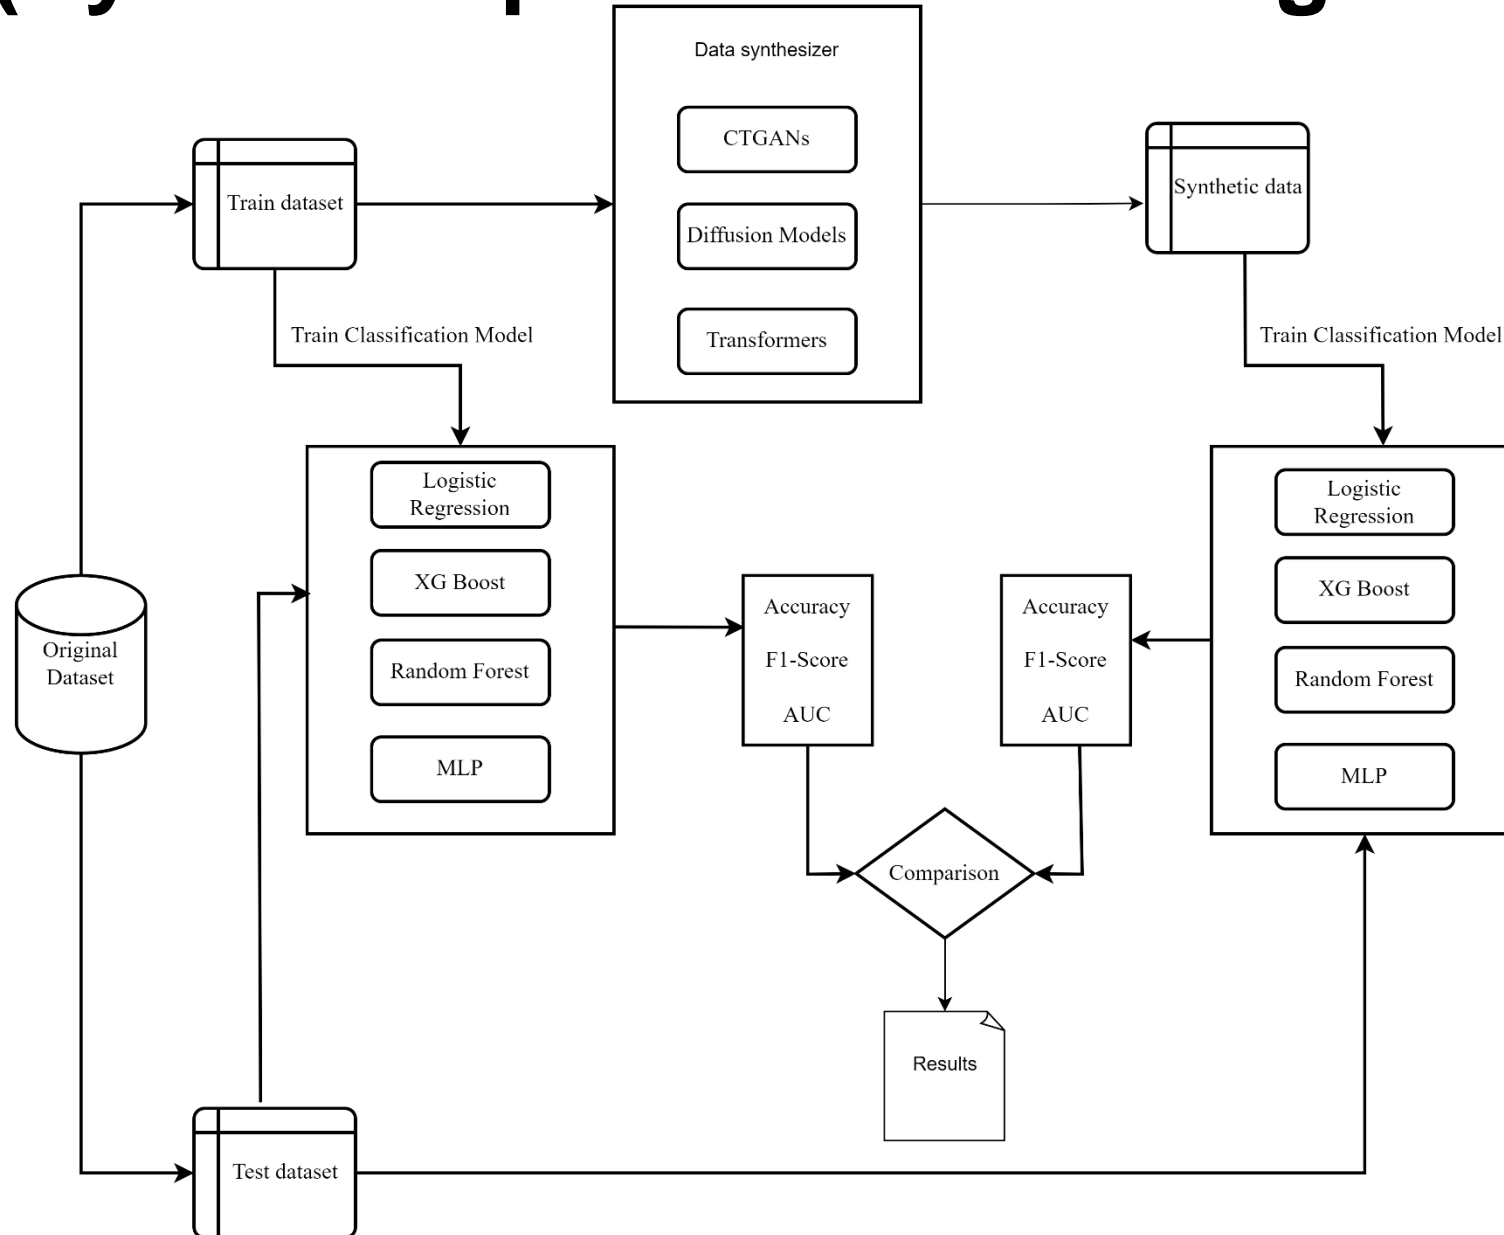 Data synthesizer
CTGANs
Diffusion Models
Transformers
Train dataset
Synthetic data
Train Classification Model
Train Classification Model
Logistic
Regression
XG Boost
Random Forest
MLP
Accuracy
F1-Score
AUC
Accuracy
F1-Score
AUC
Logistic
Regression
XG Boost
Random Forest
MLP
Original
Dataset
Comparison
Results
Test dataset